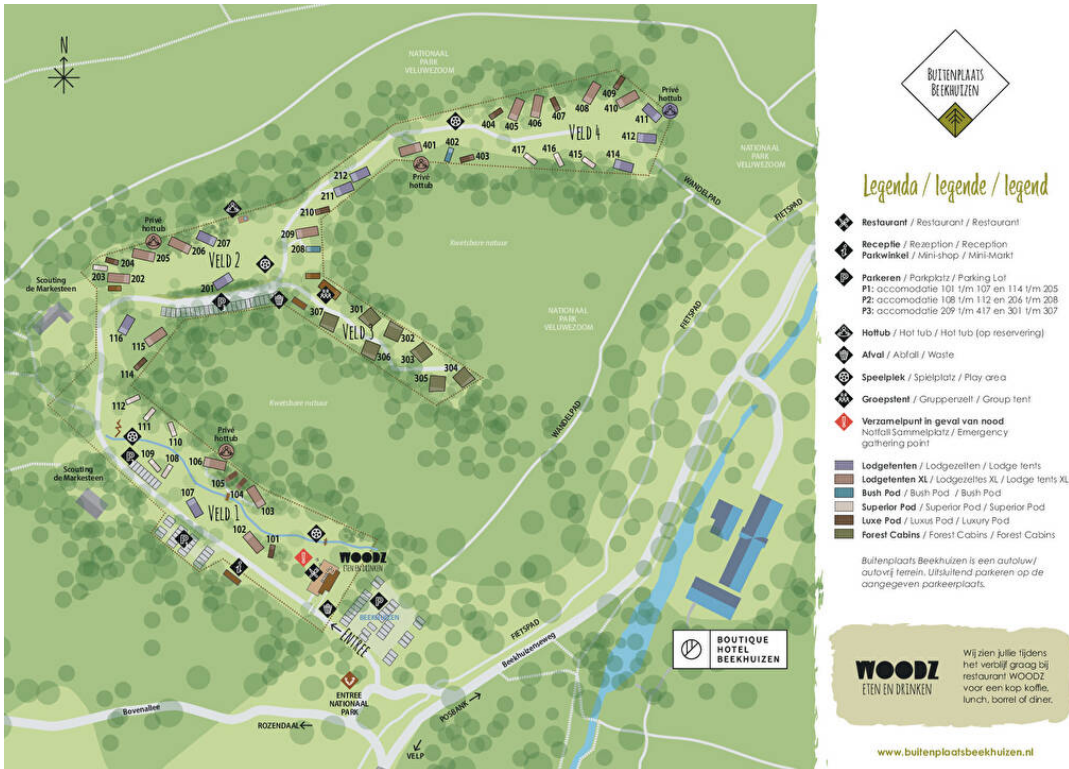 N
NATIONAAL
PARK
VELUWEZOOM
Privé
hottub
409
408
410
411
407
406
405
404
VELD 4
412
402
401
403
417
416
415
414
Privé
hottub
NATIONAAL
PARK
VELUWEZOOM
WANDELPAD
FIETSPAD
212
211
210
209
208
Privé
hottub
207
206
205
204
203
202
VELD 2
201
Kwetsbare natuur
Scouting
de Markesteen
FIETSPAD
NATIONAAL
PARK
VELUWEZOOM
307
301
VELD 3
302
303
304
305
306
116
115
114
112
111
110
109
108
Kwetsbare natuur
WANDELPAD
Privé
hottub
106
105
104
103
107
VELD 1
102
101
Scouting
de Markesteen
WOODZ
ETEN EN DRINKEN
BEEKHUIZEN
ENTREE
FIETSPAD
Beekhuizenseweg
BOUTIQUE
HOTEL
BEEKHUIZEN
ENTREE
NATIONAAL
PARK
Bovenallee
ROZENDAAL
POSBANK
VELP
BUITENPLAATS
BEEKHUIZEN
Legenda / legende / legend
Restaurant / Restaurant / Restaurant
Receptie / Rezeption / Reception
Parkwinkel / Mini-shop / Mini-Markt
Parkeren / Parkplatz / Parking Lot
P1: accomodatie 101 t/m 107 en 114 t/m 205
P2: accomodatie 108 t/m 112 en 206 t/m 208
P3: accomodatie 209 t/m 417 en 301 t/m 307
Hottub / Hot tub / Hot tub (op reservering)
Afval / Abfall / Waste
Speelplek / Spielplatz / Play area
Groepstent / Gruppenzelt / Group tent
Verzamelpunt in geval van nood
Notfall Sammelplatz / Emergency
gathering point
Lodgetenten / Lodgezelten / Lodge tents
Lodgetenten XL / Lodgezeltes XL / Lodge tents XL
Bush Pod / Bush Pod / Bush Pod
Superior Pod / Superior Pod / Superior Pod
Luxe Pod / Luxus Pod / Luxury Pod
Forest Cabins / Forest Cabins / Forest Cabins
Buitenplaats Beekhuizen is een autoluw/
autovrij terrein. Uitsluitend parkeren op de
aangegeven parkeerplaats.
WOODZ
ETEN EN DRINKEN
Wij zien jullie tijdens
het verblijf graag bij
restaurant WOODZ
voor een kop koffie,
lunch, borrel of diner.
www.buitenplaatsbeekhuizen.nl